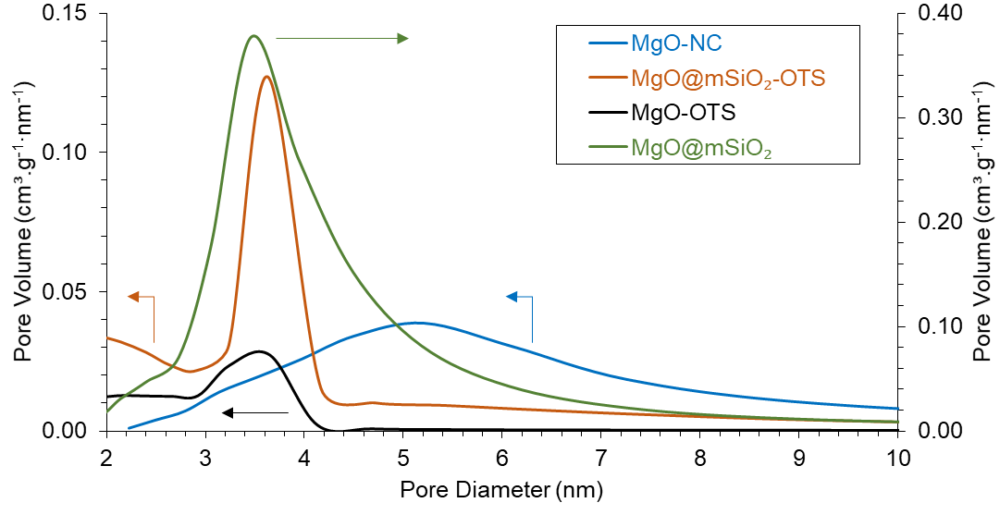 0.15
0.10
0.05
0.00
Pore Volume (cm³.g⁻¹·nm⁻¹)
0.40
0.30
0.20
0.10
0.00
Pore Volume (cm³.g⁻¹·nm⁻¹)
MgO-NC
MgO@mSiO₂-OTS
MgO-OTS
MgO@mSiO₂
2 3 4 5 6 7 8 9 10
Pore Diameter (nm)